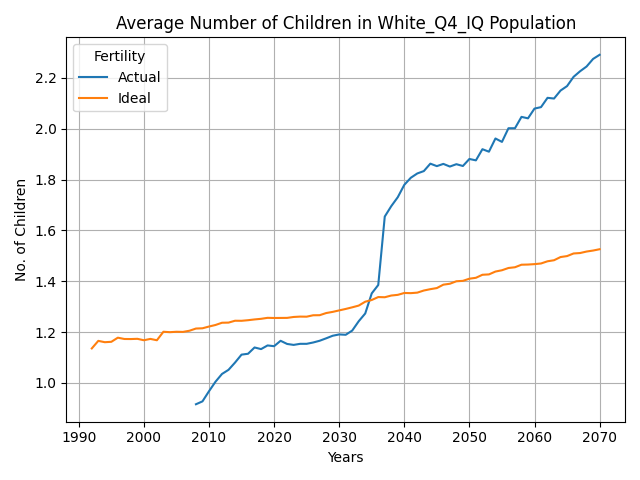 Average Number of Children in White_Q4_IQ Population
Fertility
Actual
Ideal
No. of Children
2.2
2.0
1.8
1.6
1.4
1.2
1.0
1990 2000 2010 2020 2030 2040 2050 2060 2070
Years